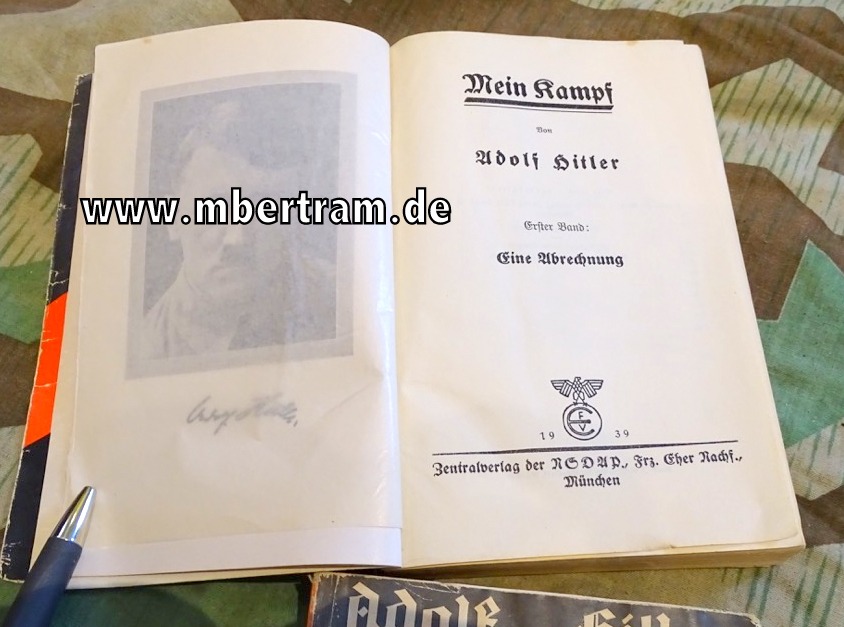 www.mbertram.de
Mein Kampf
Von
Adolf Hitler
Erster Band:
Eine Abrechnung
F
E
V
19 39
Zentralverlag der NSDAP., Frz. Eher Nachf.,
München
Adolf